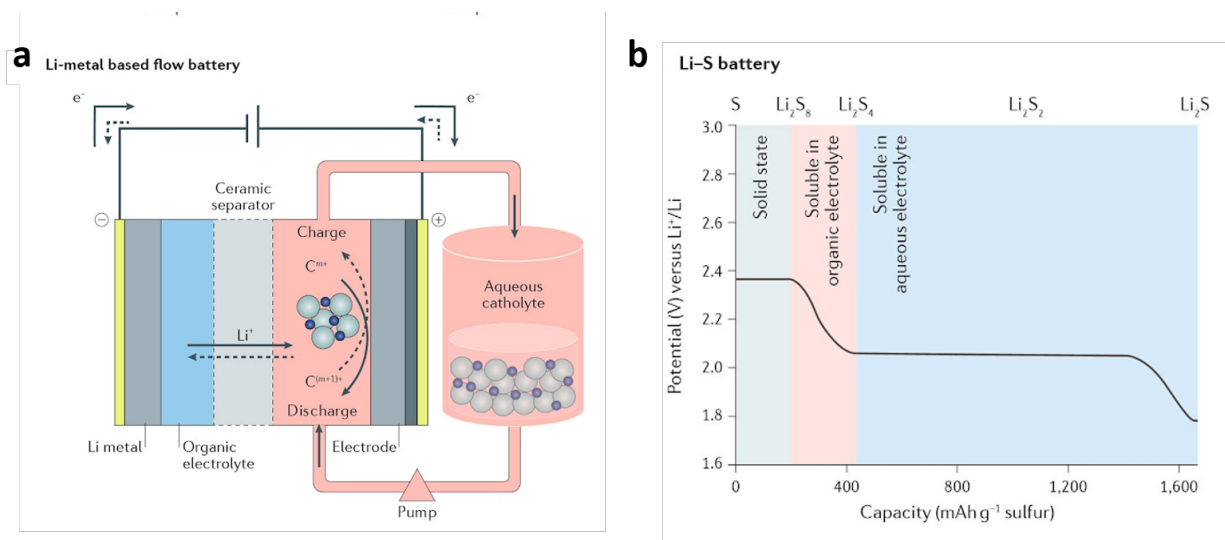 a
Li-metal based flow battery
e⁻
e⁻
Ceramic
separator
⊖
⊕
Charge
Cᵐ⁺
Aqueous
catholyte
Li⁺
C⁽ᵐ⁺¹⁾⁺
Discharge
Li metal
Organic
electrolyte
Electrode
Pump
b
Li–S battery
S
Li₂S₈
Li₂S₄
Li₂S₂
Li₂S
3.0
2.8
2.6
2.4
2.2
2.0
1.8
1.6
Potential (V) versus Li⁺/Li
Solid state
Soluble in
organic electrolyte
Soluble in
aqueous electrolyte
0
400
800
1,200
1,600
Capacity (mAh g⁻¹ sulfur)